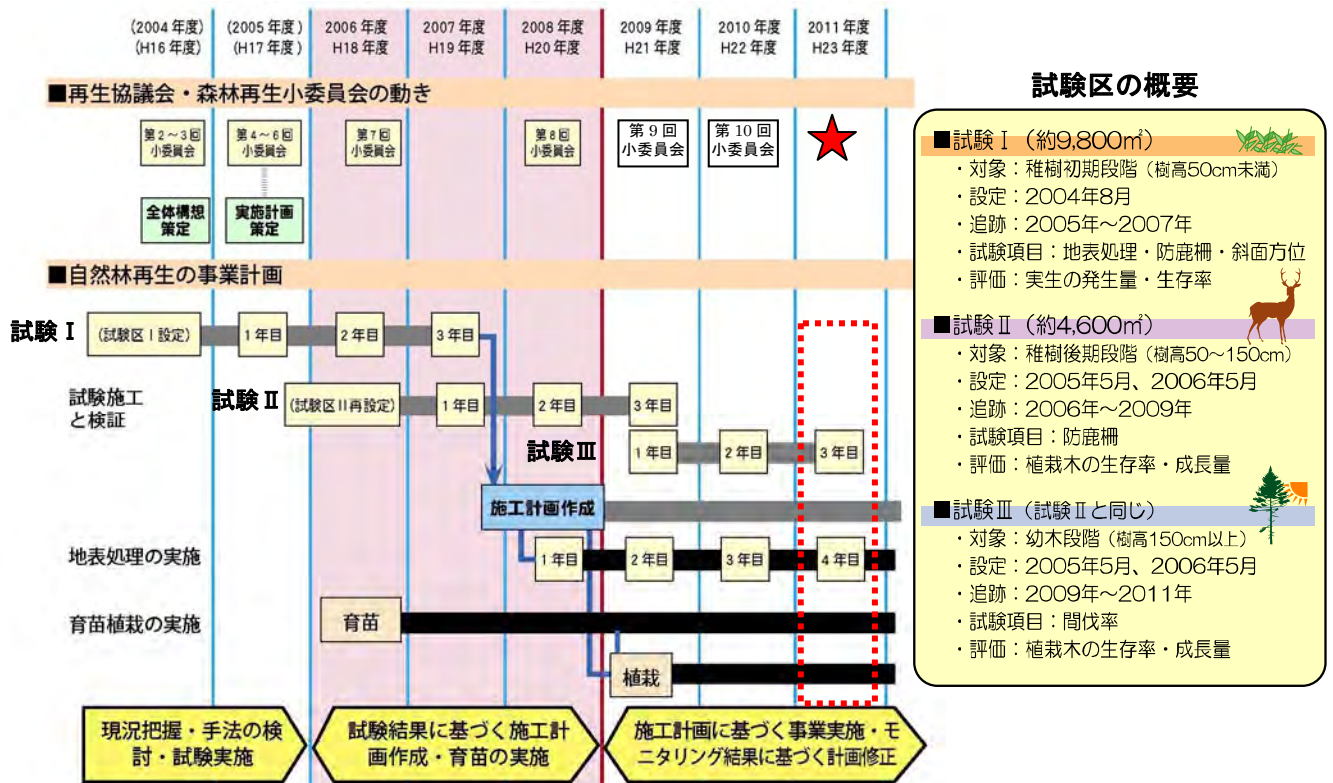 (2004年度) (2005年度) 2006年度 2007年度 2008年度 2009年度 2010年度 2011年度
(H16年度) (H17年度) H18年度 H19年度 H20年度 H21年度 H22年度 H23年度
■再生協議会・森林再生小委員会の動き
第2～3回
小委員会
第4～6回
小委員会
第7回
小委員会
第8回
小委員会
第9回
小委員会
第10回
小委員会
全体構想
策定
実施計画
策定
■自然林再生の事業計画
試験Ⅰ
(試験区Ⅰ設定)
1年目
2年目
3年目
試験施工
と検証
試験Ⅱ
(試験区II再設定)
1年目
2年目
3年目
試験Ⅲ
1年目
2年目
3年目
施工計画作成
地表処理の実施
1年目
2年目
3年目
4年目
育苗植栽の実施
育苗
植栽
現況把握・手法の検
討・試験実施
試験結果に基づく施工計
画作成・育苗の実施
施工計画に基づく事業実施・モ
ニタリング結果に基づく計画修正
試験区の概要
■試験Ⅰ(約9,800㎡)
・対象:稚樹初期段階(樹高50cm未満)
・設定:2004年8月
・追跡:2005年～2007年
・試験項目:地表処理・防鹿柵・斜面方位
・評価:実生の発生量・生存率
■試験Ⅱ(約4,600㎡)
・対象:稚樹後期段階(樹高50～150cm)
・設定:2005年5月、2006年5月
・追跡:2006年～2009年
・試験項目:防鹿柵
・評価:植栽木の生存率・成長量
■試験Ⅲ(試験Ⅱと同じ)
・対象:幼木段階(樹高150cm以上)
・設定:2005年5月、2006年5月
・追跡:2009年～2011年
・試験項目:間伐率
・評価:植栽木の生存率・成長量